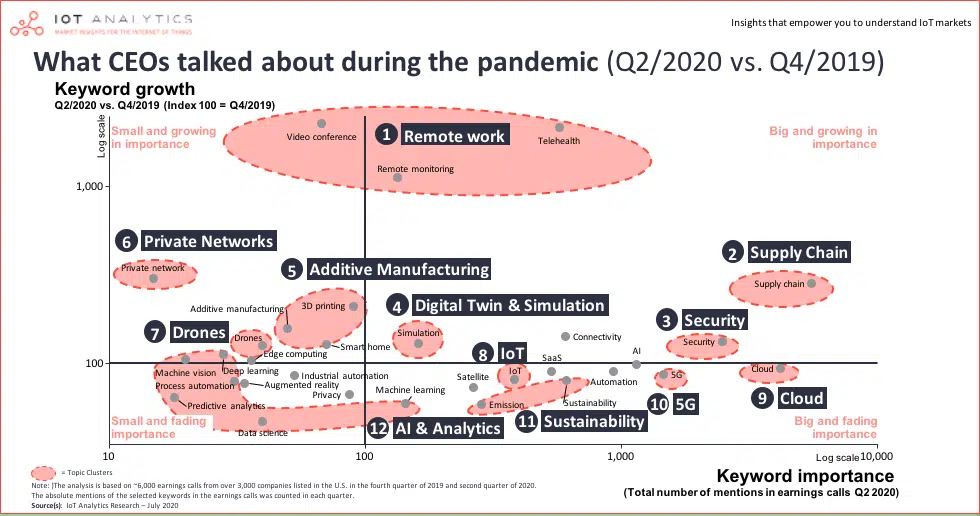 IOT ANALYTICS
MARKET INSIGHTS FOR THE INTERNET OF THINGS
Insights that empower you to understand IoT markets
What CEOs talked about during the pandemic (Q2/2020 vs. Q4/2019)
Keyword growth
Q2/2020 vs. Q4/2019 (Index 100 = Q4/2019)
Log scale
Small and growing
in importance
Video conference
1 Remote work
Telehealth
Big and growing in
importance
Remote monitoring
1,000
6 Private Networks
Private network
5 Additive Manufacturing
2 Supply Chain
Supply chain
Additive manufacturing
3D printing
4 Digital Twin & Simulation
Simulation
3 Security
Security
7 Drones
Drones
Connectivity
Smart home
Edge computing
8 IoT
IoT
SaaS
AI
100
Machine vision
Deep learning
Industrial automation
Satellite
Automation
5G
Cloud
Process automation
Augmented reality
Privacy
Machine learning
Predictive analytics
Emission
Sustainability
10 5G
9 Cloud
Small and fading
importance
Data science
12 AI & Analytics
11 Sustainability
Big and fading
importance
10
100
1,000
Log scale
10,000
= Topic Clusters
Keyword importance
(Total number of mentions in earnings calls Q2 2020)
Note: |The analysis is based on ~6,000 earnings calls from over 3,000 companies listed in the U.S. in the fourth quarter of 2019 and second quarter of 2020.
The absolute mentions of the selected keywords in the earnings calls was counted in each quarter.
Source(s): IoT Analytics Research – July 2020